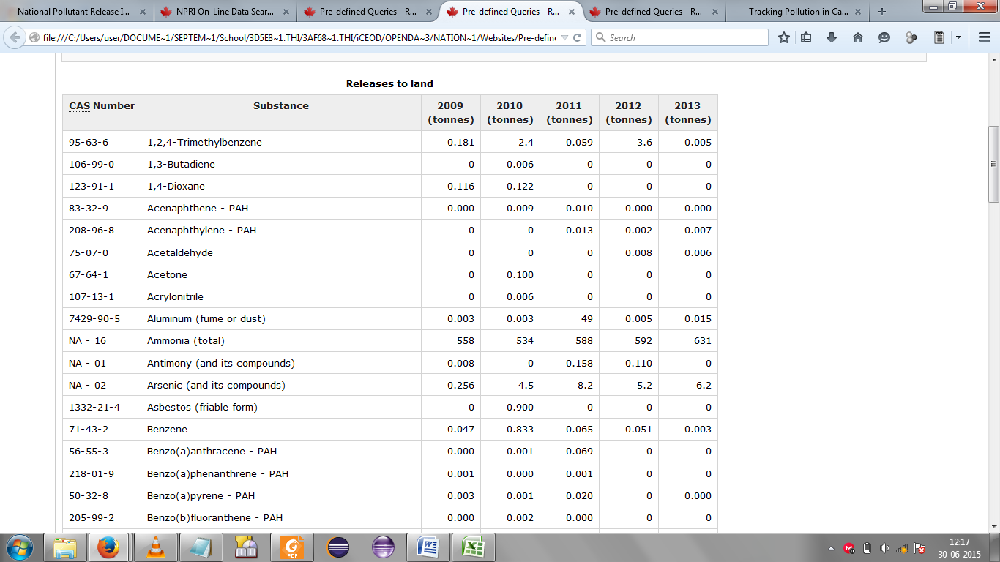 National Pollutant Release I...
NPRI On-Line Data Sear...
Pre-defined Queries - R...
Pre-defined Queries - R...
Pre-defined Queries - R...
Tracking Pollution in Ca...
file:///C:/Users/user/DOCUME~1/SEPTEM~1/School/3D5E8~1.THI/3AF68~1.THI/iCEOD/OPENDA~3/NATION~1/Websites/Pre-define
Search
Releases to land
CAS Number Substance 2009 (tonnes) 2010 (tonnes) 2011 (tonnes) 2012 (tonnes) 2013 (tonnes)
95-63-6 1,2,4-Trimethylbenzene 0.181 2.4 0.059 3.6 0.005
106-99-0 1,3-Butadiene 0 0.006 0 0 0
123-91-1 1,4-Dioxane 0.116 0.122 0 0 0
83-32-9 Acenaphthene - PAH 0.000 0.009 0.010 0.000 0.000
208-96-8 Acenaphthylene - PAH 0 0 0.013 0.002 0.007
75-07-0 Acetaldehyde 0 0 0 0.008 0.006
67-64-1 Acetone 0 0.100 0 0 0
107-13-1 Acrylonitrile 0 0.006 0 0 0
7429-90-5 Aluminum (fume or dust) 0.003 0.003 49 0.005 0.015
NA - 16 Ammonia (total) 558 534 588 592 631
NA - 01 Antimony (and its compounds) 0.008 0 0.158 0.110 0
NA - 02 Arsenic (and its compounds) 0.256 4.5 8.2 5.2 6.2
1332-21-4 Asbestos (friable form) 0 0.900 0 0 0
71-43-2 Benzene 0.047 0.833 0.065 0.051 0.003
56-55-3 Benzo(a)anthracene - PAH 0.000 0.001 0.069 0 0
218-01-9 Benzo(a)phenanthrene - PAH 0.001 0.000 0.001 0 0
50-32-8 Benzo(a)pyrene - PAH 0.003 0.001 0.020 0 0.000
205-99-2 Benzo(b)fluoranthene - PAH 0.000 0.002 0.000 0 0
PDF
12:17
30-06-2015